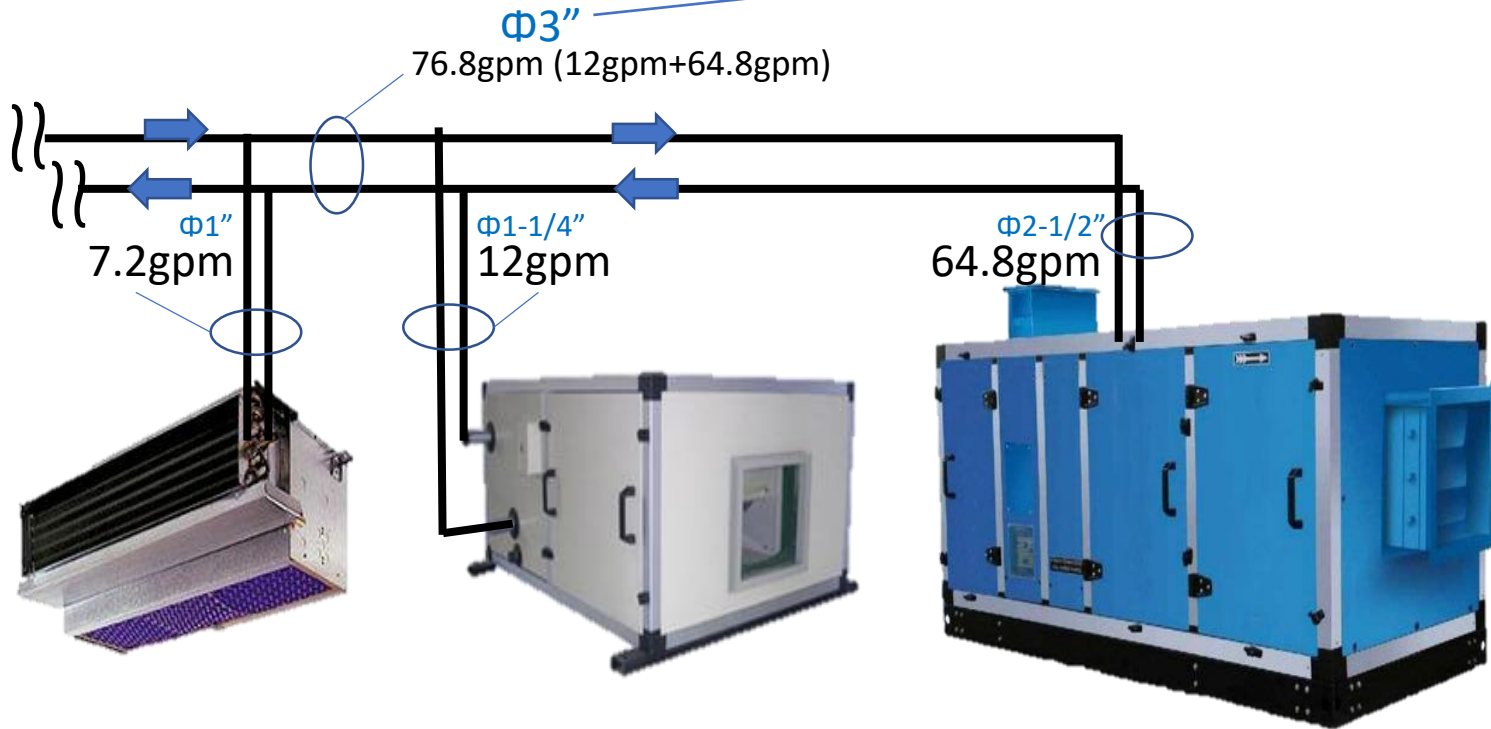 Φ3”
76.8gpm (12gpm+64.8gpm)
Φ1”
7.2gpm
Φ1-1/4”
12gpm
Φ2-1/2”
64.8gpm